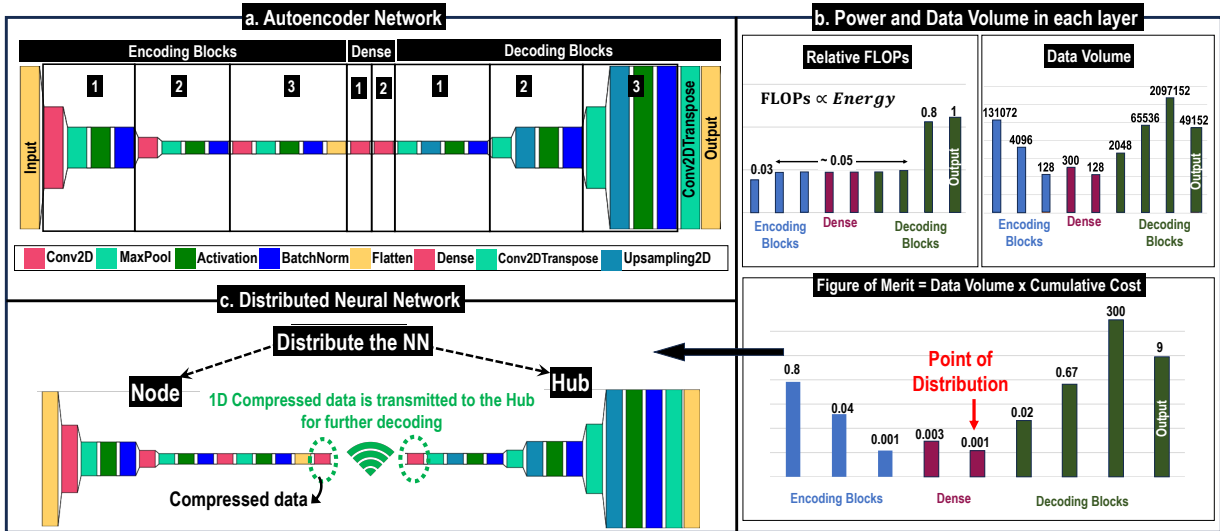 a. Autoencoder Network
Encoding Blocks
Dense
Decoding Blocks
1
2
3
1
2
1
2
3
Input
Conv2DTranspose
Output
Conv2D
MaxPool
Activation
BatchNorm
Flatten
Dense
Conv2DTranspose
Upsampling2D
b. Power and Data Volume in each layer
Relative FLOPs
FLOPs ∝ Energy
0.03
~ 0.05
0.8
1
Output
Encoding
Blocks
Dense
Decoding
Blocks
Data Volume
131072
4096
128
300
128
2048
65536
2097152
49152
Output
Encoding
Blocks
Dense
Decoding
Blocks
Figure of Merit = Data Volume x Cumulative Cost
0.8
0.04
0.001
0.003
0.001
0.02
0.67
300
9
Output
Point of
Distribution
Encoding Blocks
Dense
Decoding Blocks
c. Distributed Neural Network
Distribute the NN
Node
Hub
1D Compressed data is transmitted to the Hub
for further decoding
Compressed data